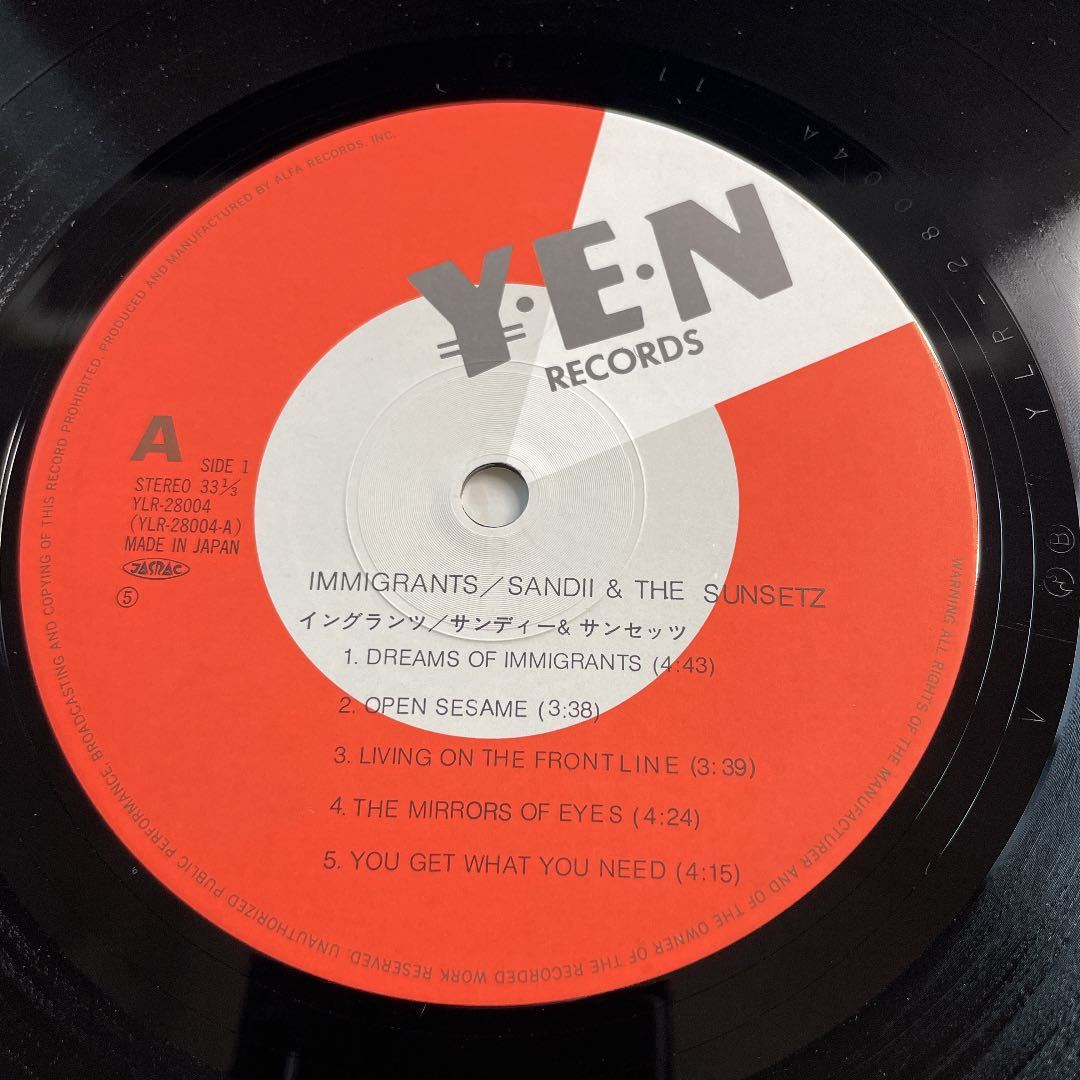 Y·E·N
RECORDS
A
SIDE 1
STEREO 33⅓
YLR-28004
(YLR-28004-A)
MADE IN JAPAN
JASRAC
⑤
IMMIGRANTS/SANDII & THE SUNSETZ
イングランツ/サンディー& サンセッツ
1. DREAMS OF IMMIGRANTS (4:43)
2. OPEN SESAME (3:38)
3. LIVING ON THE FRONT LINE (3:39)
4. THE MIRRORS OF EYES (4:24)
5. YOU GET WHAT YOU NEED (4:15)
WARNING ALL RIGHTS OF THE MANUFACTURER AND OF THE OWNER OF THE RECORDED WORK RESERVED. UNAUTHORIZED PUBLIC PERFORMANCE, BROADCASTING AND COPYING OF THIS RECORD PROHIBITED. PRODUCED AND MANUFACTURED BY ALFA RECORDS, INC.
YLR-28004A